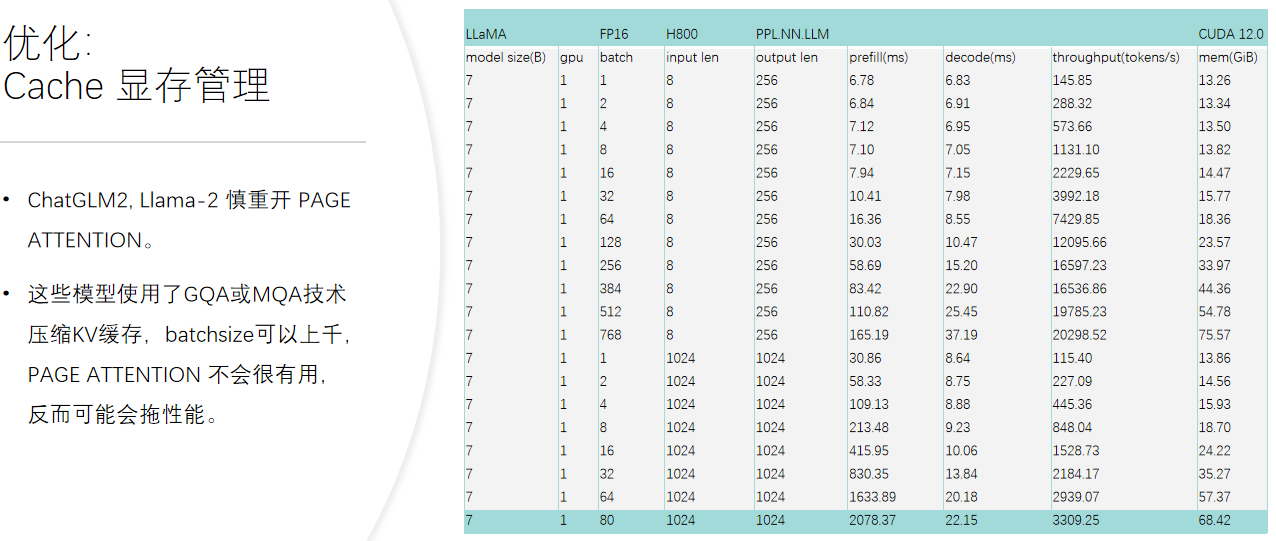 优化:
Cache 显存管理
• ChatGLM2, Llama-2 慎重开 PAGE
ATTENTION。
• 这些模型使用了GQA或MQA技术
压缩KV缓存，batchsize可以上千，
PAGE ATTENTION 不会很有用，
反而可能会拖性能。
LLaMA FP16 H800 PPL.NN.LLM CUDA 12.0
model size(B) gpu batch input len output len prefill(ms) decode(ms) throughput(tokens/s) mem(GiB)
7 1 1 8 256 6.78 6.83 145.85 13.26
7 1 2 8 256 6.84 6.91 288.32 13.34
7 1 4 8 256 7.12 6.95 573.66 13.50
7 1 8 8 256 7.10 7.05 1131.10 13.82
7 1 16 8 256 7.94 7.15 2229.65 14.47
7 1 32 8 256 10.41 7.98 3992.18 15.77
7 1 64 8 256 16.36 8.55 7429.85 18.36
7 1 128 8 256 30.03 10.47 12095.66 23.57
7 1 256 8 256 58.69 15.20 16597.23 33.97
7 1 384 8 256 83.42 22.90 16536.86 44.36
7 1 512 8 256 110.82 25.45 19785.23 54.78
7 1 768 8 256 165.19 37.19 20298.52 75.57
7 1 1 1024 1024 30.86 8.64 115.40 13.86
7 1 2 1024 1024 58.33 8.75 227.09 14.56
7 1 4 1024 1024 109.13 8.88 445.36 15.93
7 1 8 1024 1024 213.48 9.23 848.04 18.70
7 1 16 1024 1024 415.95 10.06 1528.73 24.22
7 1 32 1024 1024 830.35 13.84 2184.17 35.27
7 1 64 1024 1024 1633.89 20.18 2939.07 57.37
7 1 80 1024 1024 2078.37 22.15 3309.25 68.42